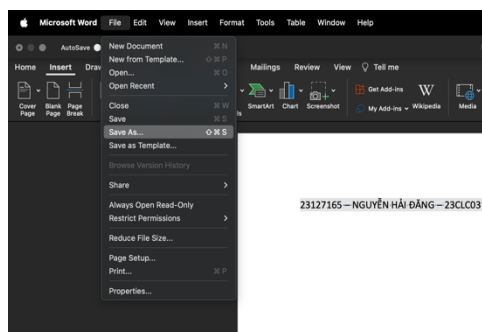 Microsoft Word File Edit View Insert Format Tools Table Window Help
AutoSave
Home Insert Draw Mailings Review View Tell me
Cover Page
Blank Page
Page Break
SmartArt Chart Screenshot
Get Add-ins
My Add-ins
W
Wikipedia
Media
New Document ⌘ N
New from Template... ⇧ ⌘ P
Open... ⌘ O
Open Recent
Close ⌘ W
Save ⌘ S
Save As... ⇧ ⌘ S
Save as Template...
Browse Version History
Share
Always Open Read-Only
Restrict Permissions
Reduce File Size...
Page Setup...
Print... ⌘ P
Properties...
23127165 – NGUYỄN HẢI ĐĂNG – 23CLC03